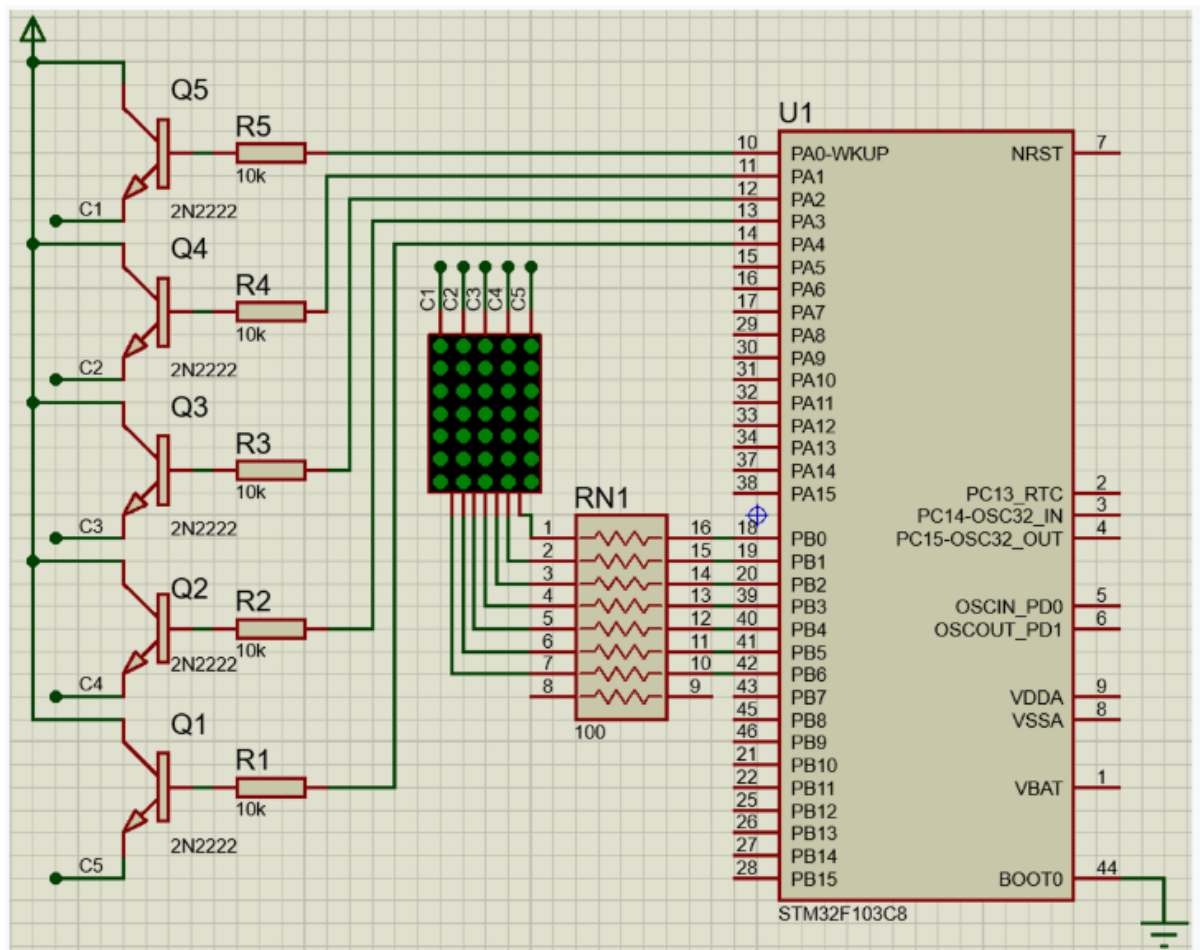 Q5
R5
10k
2N2222
C1
Q4
R4
10k
2N2222
C2
Q3
R3
10k
2N2222
C3
Q2
R2
10k
2N2222
C4
Q1
R1
10k
2N2222
C5
C1
C2
C3
C4
C5
RN1
1 16
2 15
3 14
4 13
5 12
6 11
7 10
8 9
100
U1
10 PA0-WKUP NRST 7
11 PA1
12 PA2
13 PA3
14 PA4
15 PA5
16 PA6
17 PA7
29 PA8
30 PA9
31 PA10
32 PA11
33 PA12
34 PA13
37 PA14
38 PA15 PC13_RTC 2
PC14-OSC32_IN 3
18 PB0 PC15-OSC32_OUT 4
19 PB1
20 PB2
39 PB3 OSCIN_PD0 5
40 PB4 OSCOUT_PD1 6
41 PB5
42 PB6
43 PB7 VDDA 9
45 PB8 VSSA 8
46 PB9
21 PB10
22 PB11 VBAT 1
25 PB12
26 PB13
27 PB14
28 PB15 BOOT0 44
STM32F103C8